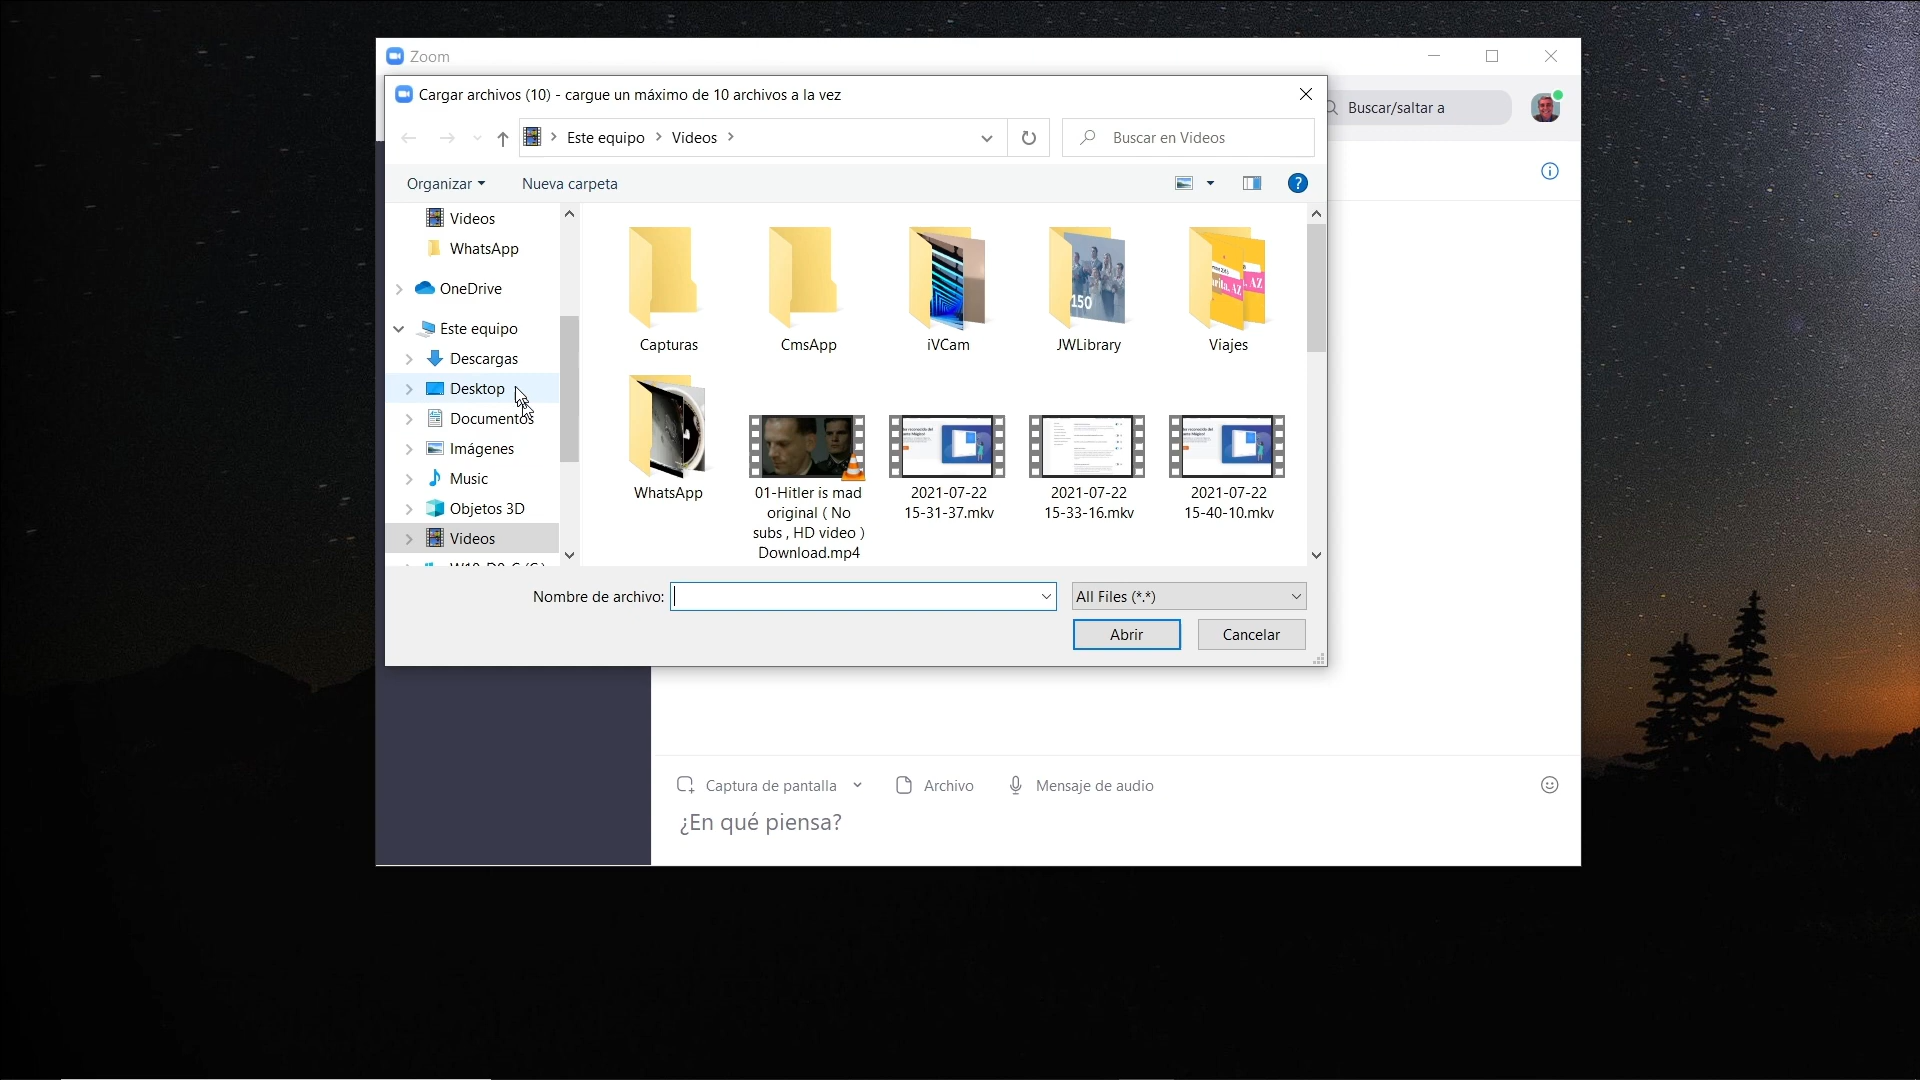 Zoom
Cargar archivos (10) - cargue un máximo de 10 archivos a la vez
Buscar/saltar a
Este equipo
Videos
Buscar en Videos
Organizar
Nueva carpeta
?
Videos
WhatsApp
OneDrive
Este equipo
Descargas
Desktop
Documentos
Imágenes
Music
Objetos 3D
Videos
Capturas
CmsApp
iVCam
150
JWLibrary
Viajes
WhatsApp
01-Hitler is mad
original ( No
subs , HD video )
Download.mp4
2021-07-22
15-31-37.mkv
2021-07-22
15-33-16.mkv
2021-07-22
15-40-10.mkv
Nombre de archivo:
All Files (*.*)
Abrir
Cancelar
Captura de pantalla
Archivo
Mensaje de audio
¿En qué piensa?